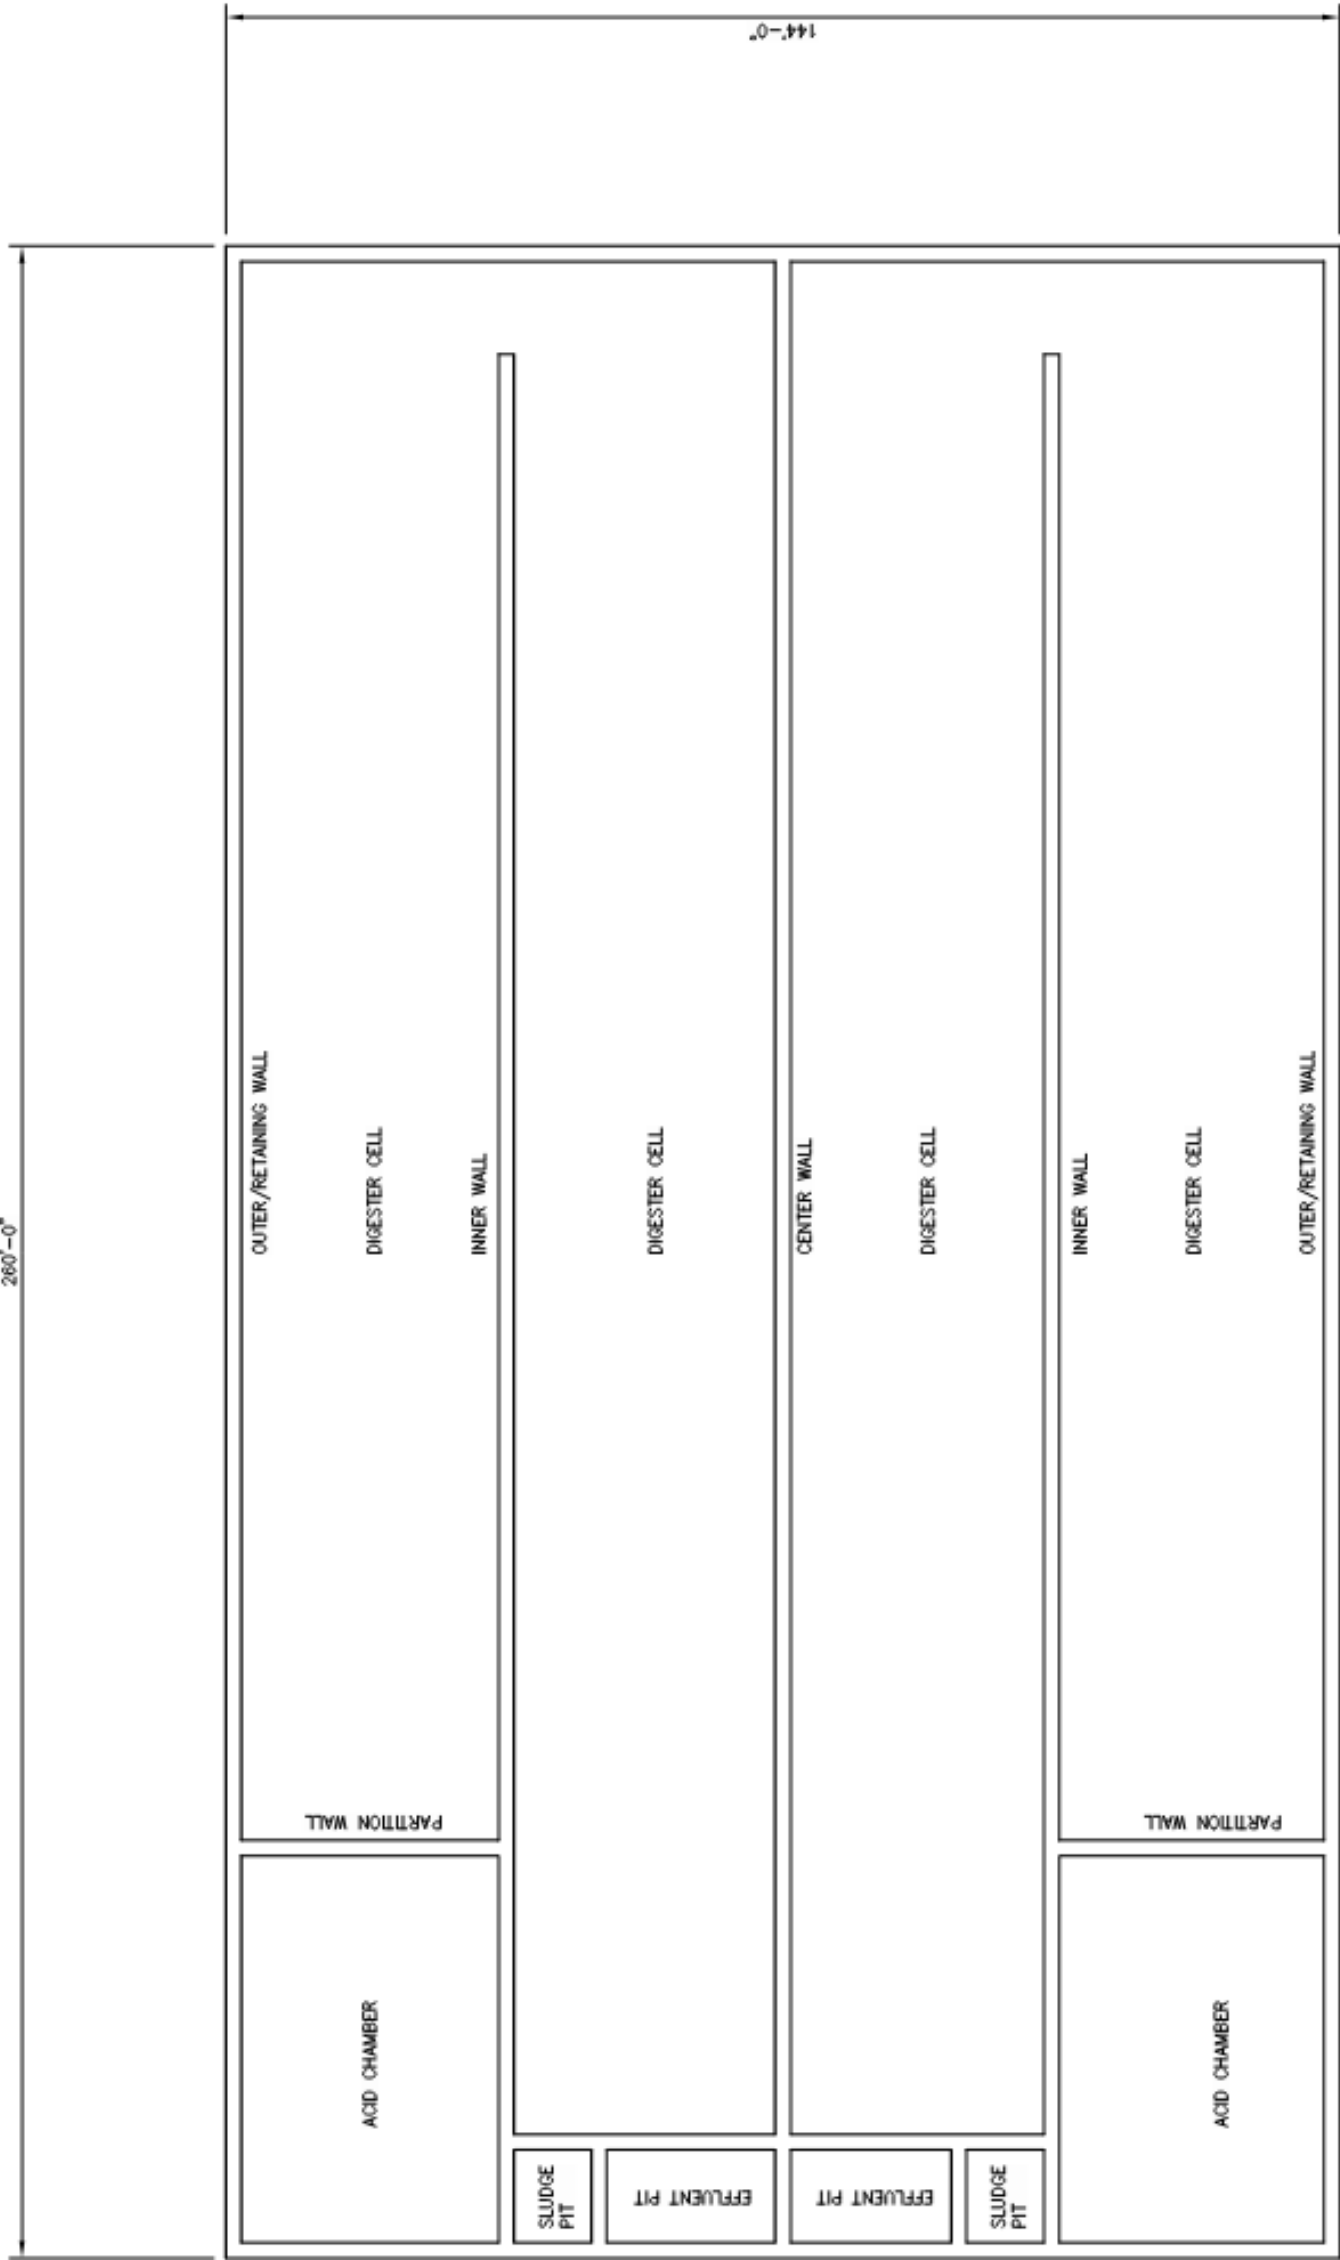 144'-0"
260'-0"
OUTER/RETAINING WALL
DIGESTER CELL
INNER WALL
DIGESTER CELL
CENTER WALL
DIGESTER CELL
INNER WALL
DIGESTER CELL
OUTER/RETAINING WALL
PARTITION WALL
PARTITION WALL
ACID CHAMBER
ACID CHAMBER
SLUDGE
PIT
EFFLUENT PIT
EFFLUENT PIT
SLUDGE
PIT